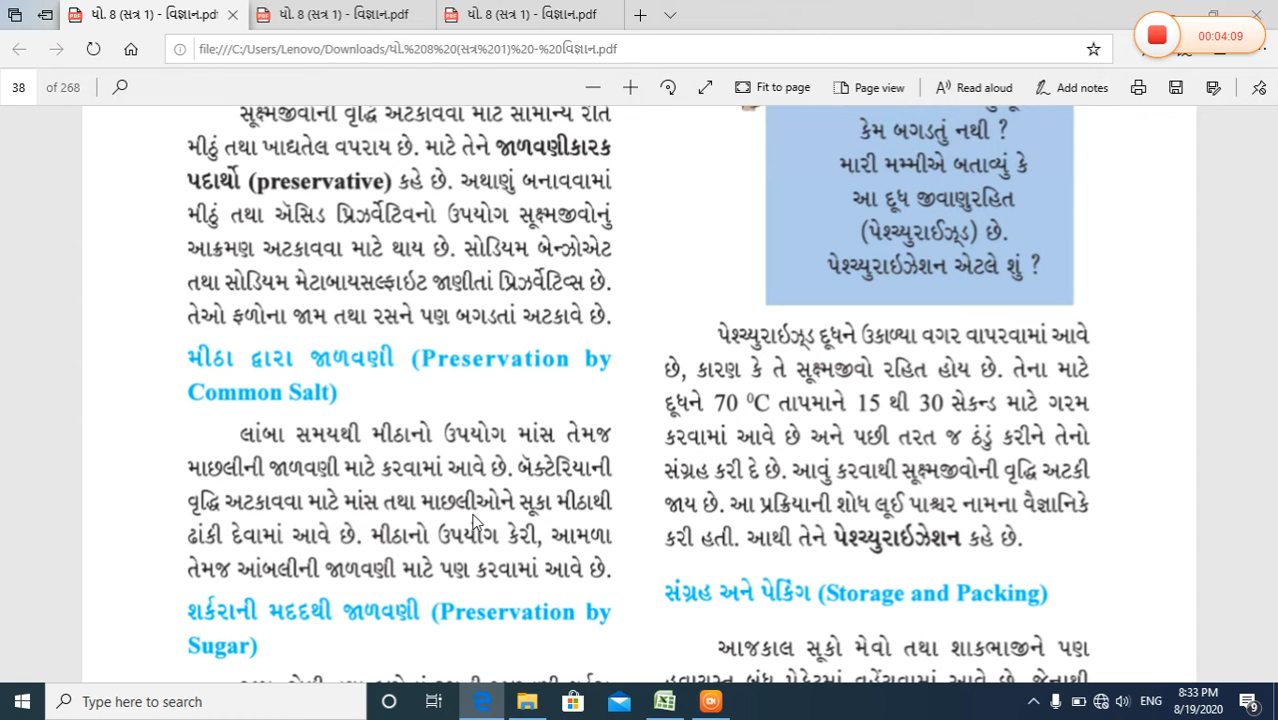 ધો. 8 (સત્ર 1) - વિજ્ઞાન.pdf
ધો. 8 (સત્ર 1) - વિજ્ઞાન.pdf
ધો. 8 (સત્ર 1) - વિજ્ઞાન.pdf
00:04:09
file:///C:/Users/Lenovo/Downloads/ધો.%208%20(સત્ર%201)%20-%20વિજ્ઞાન.pdf
38 of 268
Fit to page
Page view
Read aloud
Add notes
સૂક્ષ્મજીવોની વૃદ્ધિ અટકાવવા માટે સામાન્ય રીતે
મીઠું તથા ખાદ્યતેલ વપરાય છે. માટે તેને જાળવણીકારક
પદાર્થો (preservative) કહે છે. અથાણું બનાવવામાં
મીઠું તથા ઍસિડ પ્રિઝર્વેટિવનો ઉપયોગ સૂક્ષ્મજીવોનું
આક્રમણ અટકાવવા માટે થાય છે. સોડિયમ બેન્ઝોએટ
તથા સોડિયમ મેટાબાયસલ્ફાઇટ જાણીતાં પ્રિઝર્વેટિવ્સ છે.
તેઓ ફળોના જામ તથા રસને પણ બગડતાં અટકાવે છે.
મીઠા દ્વારા જાળવણી (Preservation by
Common Salt)
લાંબા સમયથી મીઠાનો ઉપયોગ માંસ તેમજ
માછલીની જાળવણી માટે કરવામાં આવે છે. બૅક્ટેરિયાની
વૃદ્ધિ અટકાવવા માટે માંસ તથા માછલીઓને સૂકા મીઠાથી
ઢાંકી દેવામાં આવે છે. મીઠાનો ઉપયોગ કેરી, આમળા
તેમજ આંબલીની જાળવણી માટે પણ કરવામાં આવે છે.
શર્કરાની મદદથી જાળવણી (Preservation by
Sugar)
કેમ બગડતું નથી ?
મારી મમ્મીએ બતાવ્યું કે
આ દૂધ જીવાણુરહિત
(પેશ્ચ્યુરાઈઝ્ડ) છે.
પેશ્ચ્યુરાઇઝેશન એટલે શું ?
પેશ્ચ્યુરાઇઝ્ડ દૂધને ઉકાળ્યા વગર વાપરવામાં આવે
છે, કારણ કે તે સૂક્ષ્મજીવો રહિત હોય છે. તેના માટે
દૂધને 70 ⁰C તાપમાને 15 થી 30 સેકન્ડ માટે ગરમ
કરવામાં આવે છે અને પછી તરત જ ઠંડું કરીને તેનો
સંગ્રહ કરી દે છે. આવું કરવાથી સૂક્ષ્મજીવોની વૃદ્ધિ અટકી
જાય છે. આ પ્રક્રિયાની શોધ લૂઈ પાશ્ચર નામના વૈજ્ઞાનિકે
કરી હતી. આથી તેને પેશ્ચ્યુરાઇઝેશન કહે છે.
સંગ્રહ અને પેકિંગ (Storage and Packing)
આજકાલ સૂકો મેવો તથા શાકભાજીને પણ
Type here to search
ENG
8:33 PM
8/19/2020